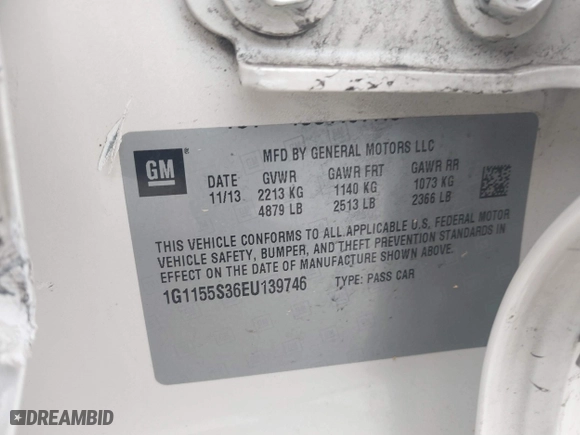 MFD BY GENERAL MOTORS LLC
GM
DATE GVWR GAWR FRT GAWR RR
11/13 2213 KG 1140 KG 1073 KG
4879 LB 2513 LB 2366 LB
THIS VEHICLE CONFORMS TO ALL APPLICABLE U.S. FEDERAL MOTOR
VEHICLE SAFETY, BUMPER, AND THEFT PREVENTION STANDARDS IN
EFFECT ON THE DATE OF MANUFACTURE SHOWN ABOVE.
1G1155S36EU139746 TYPE: PASS CAR
DREAMBID